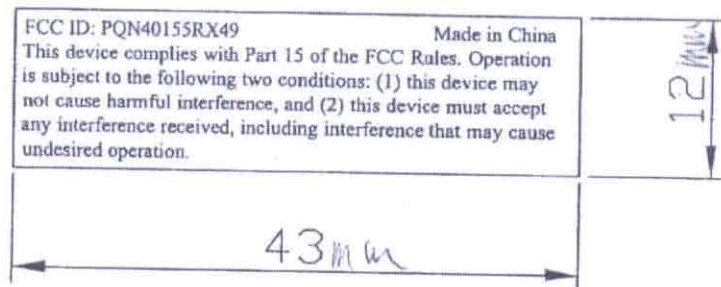 FCC ID: PQN40155RX49 Made in China
This device complies with Part 15 of the FCC Rules. Operation
is subject to the following two conditions: (1) this device may
not cause harmful interference, and (2) this device must accept
any interference received, including interference that may cause
undesired operation.
12mm
43mm